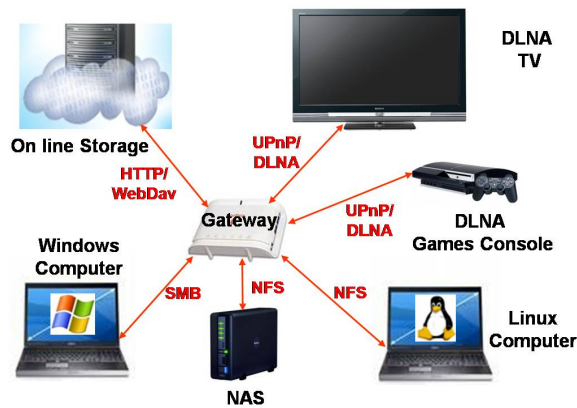 DLNA
TV
On line Storage
UPnP/
DLNA
HTTP/
WebDav
Gateway
UPnP/
DLNA
DLNA
Games Console
Windows
Computer
SMB
NFS
NFS
Linux
Computer
NAS